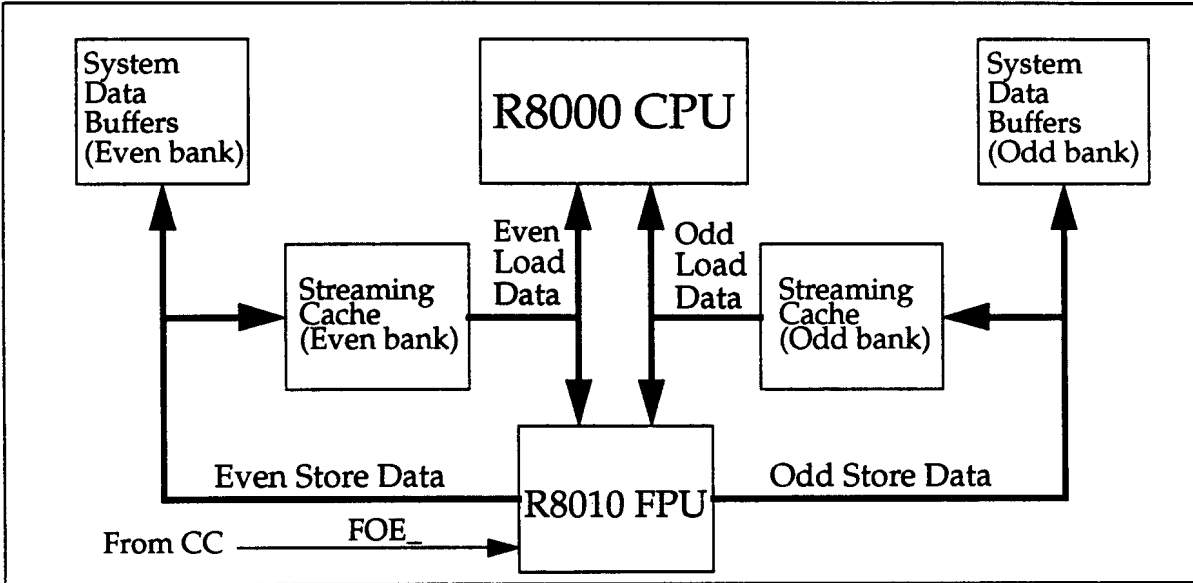 System
Data
Buffers
(Even bank)
R8000 CPU
System
Data
Buffers
(Odd bank)
Even
Load
Data
Odd
Load
Data
Streaming
Cache
(Even bank)
Streaming
Cache
(Odd bank)
Even Store Data
R8010 FPU
Odd Store Data
From CC
FOE_